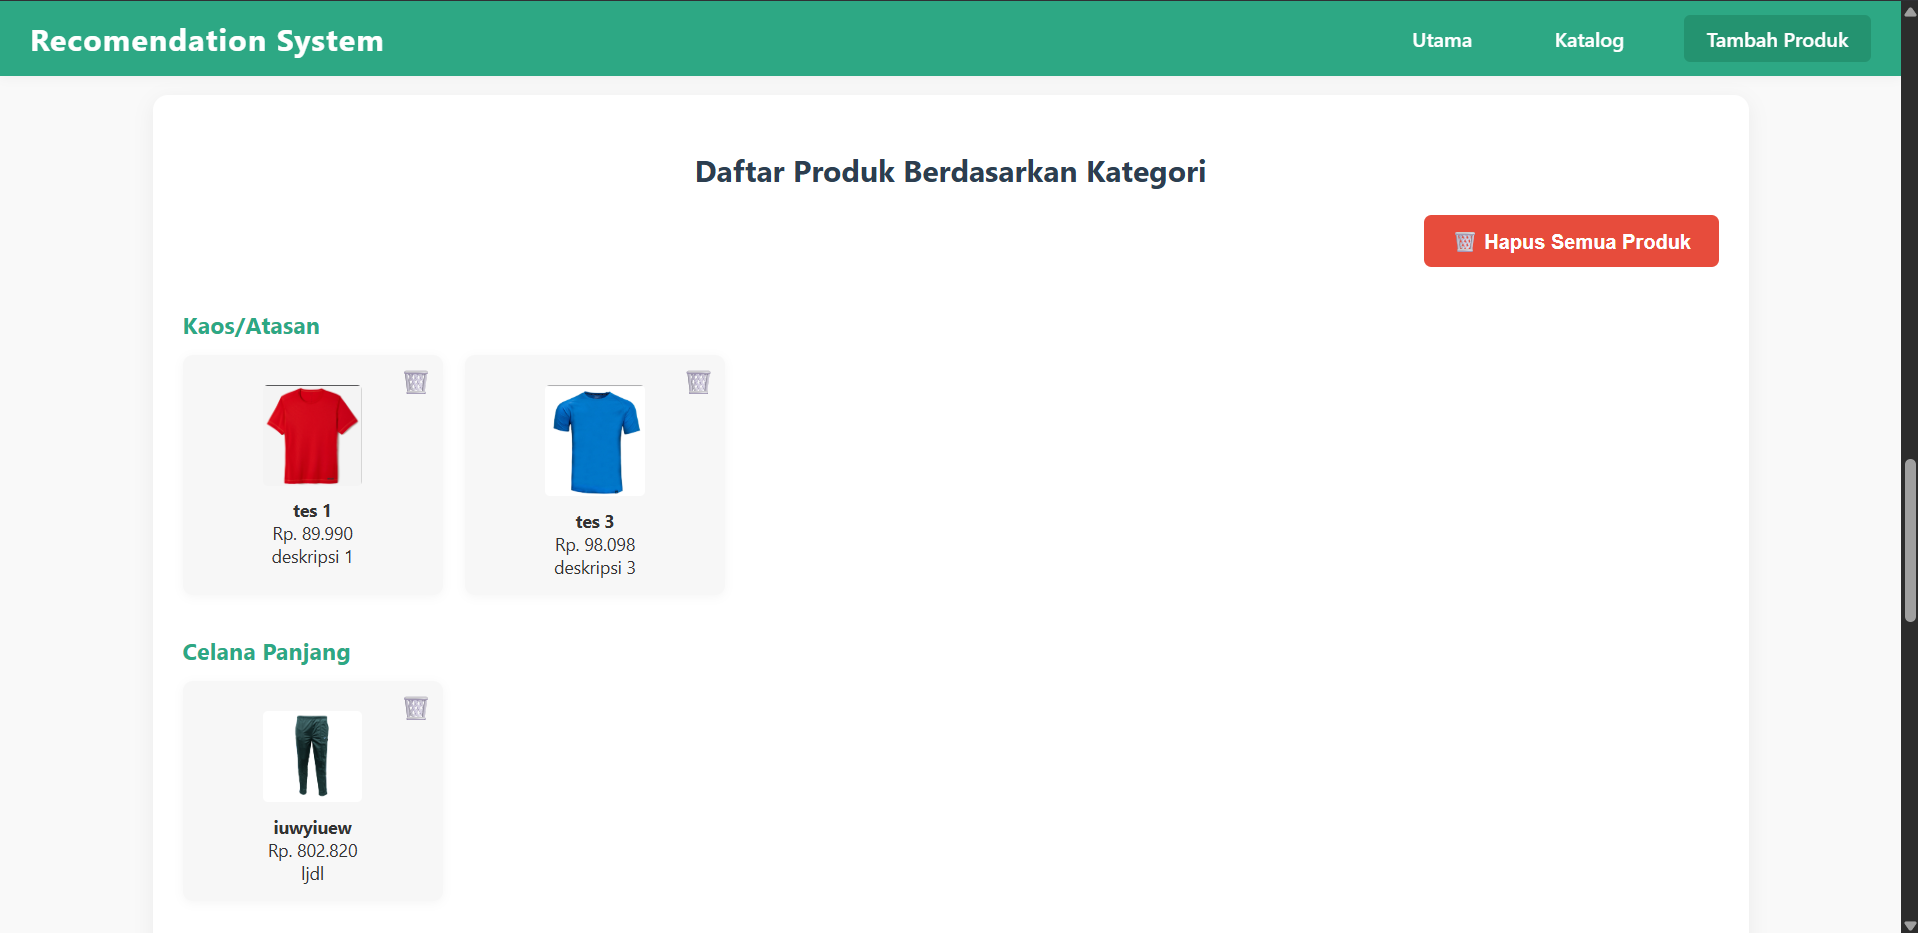 Recomendation System
Utama
Katalog
Tambah Produk
Daftar Produk Berdasarkan Kategori
Hapus Semua Produk
Kaos/Atasan
tes 1
Rp. 89.990
deskripsi 1
tes 3
Rp. 98.098
deskripsi 3
Celana Panjang
iuwyiuew
Rp. 802.820
ljdl